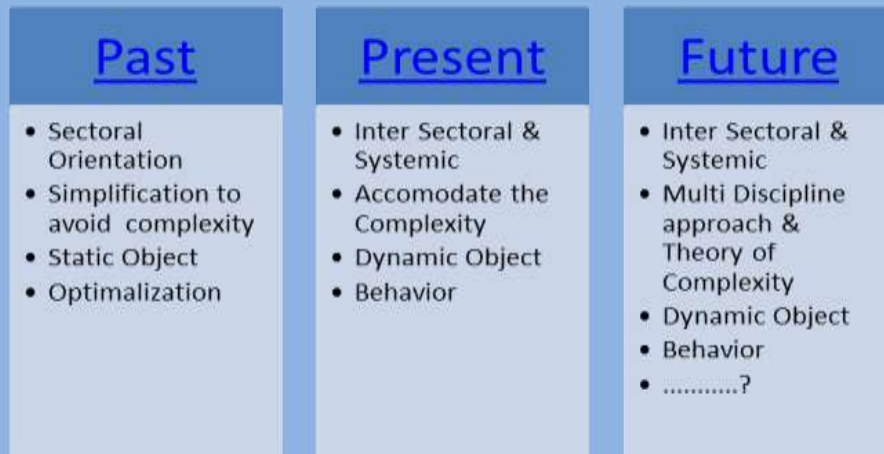 Past
• Sectoral
Orientation
• Simplification to
avoid complexity
• Static Object
• Optimalization
Present
• Inter Sectoral &
Systemic
• Accomodate the
Complexity
• Dynamic Object
• Behavior
Future
• Inter Sectoral &
Systemic
• Multi Discipline
approach &
Theory of
Complexity
• Dynamic Object
• Behavior
• ...........?